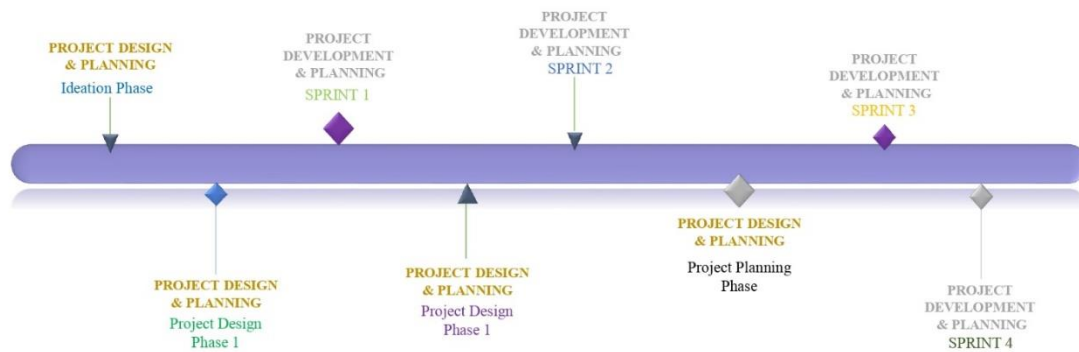 PROJECT DESIGN
& PLANNING
Ideation Phase
PROJECT
DEVELOPMENT
& PLANNING
SPRINT 1
PROJECT
DEVELOPMENT
& PLANNING
SPRINT 2
PROJECT
DEVELOPMENT
& PLANNING
SPRINT 3
PROJECT DESIGN
& PLANNING
Project Design
Phase 1
PROJECT DESIGN
& PLANNING
Project Design
Phase 1
PROJECT DESIGN
& PLANNING
Project Planning
Phase
PROJECT
DEVELOPMENT
& PLANNING
SPRINT 4